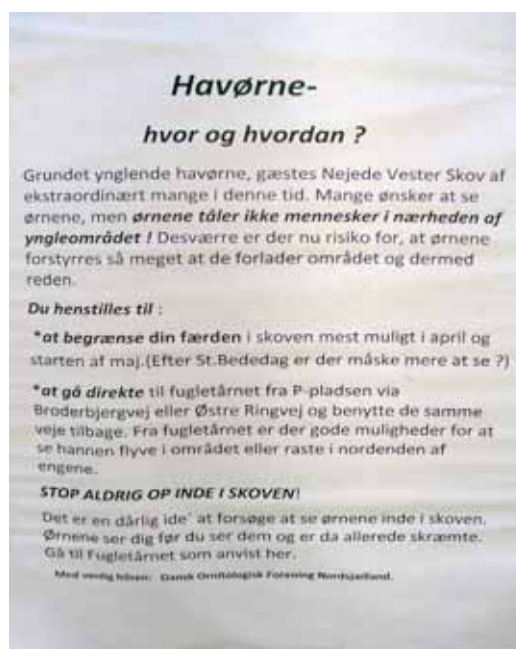 Havørne-
hvor og hvordan ?
Grundet ynglende havørne, gæstes Nejede Vester Skov af
ekstraordinært mange i denne tid. Mange ønsker at se
ørnene, men ørnene tåler ikke mennesker i nærheden af
yngleområdet ! Desværre er der nu risiko for, at ørnene
forstyrres så meget at de forlader området og dermed
reden.
Du henstilles til :
*at begrænse din færden i skoven mest muligt i april og
starten af maj.(Efter St.Bededag er der måske mere at se ?)
*at gå direkte til fugletårnet fra P-pladsen via
Broderbjergvej eller Østre Ringvej og benytte de samme
veje tilbage. Fra fugletårnet er der gode muligheder for at
se hannen flyve i området eller raste i nordenden af
engene.
STOP ALDRIG OP INDE I SKOVEN!
Det er en dårlig ide´ at forsøge at se ørnene inde i skoven.
Ørnene ser dig før du ser dem og er da allerede skræmte.
Gå til Fugletårnet som anvist her.
Med venlig hilsen: Dansk Ornitologisk Forening Nordsjælland.